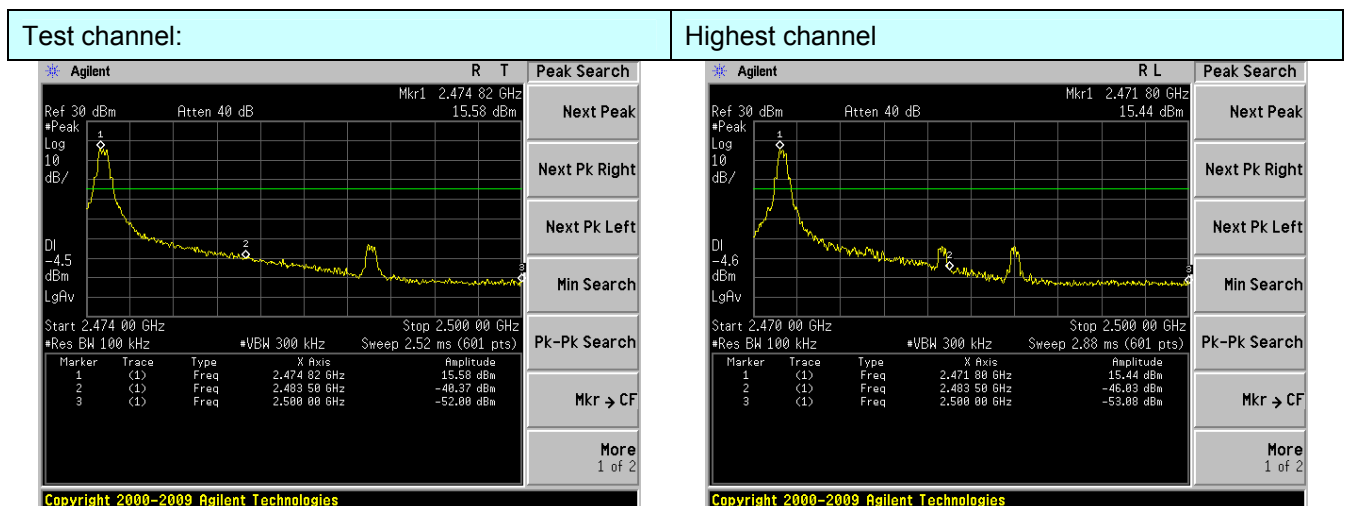 Test channel:
Highest channel
Agilent
R T
Peak Search
Mkr1 2.474 82 GHz
Ref 30 dBm
Atten 40 dB
15.58 dBm
#Peak
Log
10
dB/
1
2
3
DI
-4.5
dBm
LgAv
Start 2.474 00 GHz
Stop 2.500 00 GHz
#Res BW 100 kHz
#VBW 300 kHz
Sweep 2.52 ms (601 pts)
Marker Trace Type X Axis Amplitude
1 (1) Freq 2.474 82 GHz 15.58 dBm
2 (1) Freq 2.483 50 GHz -40.37 dBm
3 (1) Freq 2.500 00 GHz -52.00 dBm
Next Peak
Next Pk Right
Next Pk Left
Min Search
Pk-Pk Search
Mkr → CF
More
1 of 2
Copyright 2000-2009 Agilent Technologies
Agilent
R L
Peak Search
Mkr1 2.471 80 GHz
Ref 30 dBm
Atten 40 dB
15.44 dBm
#Peak
Log
10
dB/
1
2
3
DI
-4.6
dBm
LgAv
Start 2.470 00 GHz
Stop 2.500 00 GHz
#Res BW 100 kHz
#VBW 300 kHz
Sweep 2.88 ms (601 pts)
Marker Trace Type X Axis Amplitude
1 (1) Freq 2.471 80 GHz 15.44 dBm
2 (1) Freq 2.483 50 GHz -46.03 dBm
3 (1) Freq 2.500 00 GHz -53.08 dBm
Next Peak
Next Pk Right
Next Pk Left
Min Search
Pk-Pk Search
Mkr → CF
More
1 of 2
Copyright 2000-2009 Agilent Technologies